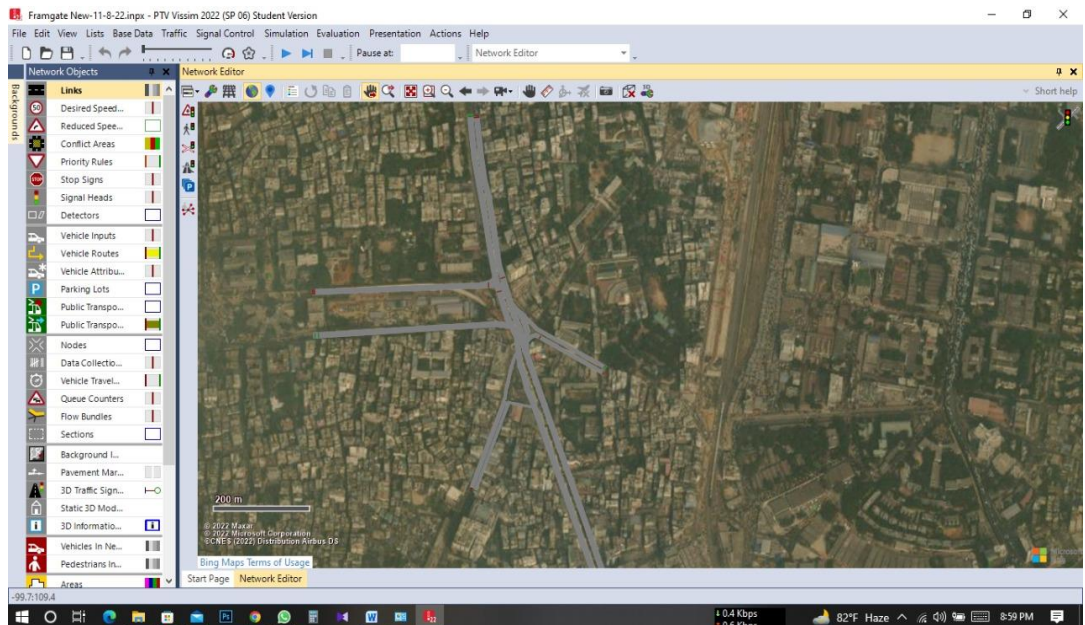 Framgate New-11-8-22.inpx - PTV Vissim 2022 (SP 06) Student Version
File Edit View Lists Base Data Traffic Signal Control Simulation Evaluation Presentation Actions Help
Pause at: Network Editor
Network Objects
Network Editor
Backgrounds
Short help
Links
50 Desired Speed...
Reduced Spee...
Conflict Areas
Priority Rules
STOP Stop Signs
Signal Heads
Detectors
Vehicle Inputs
Vehicle Routes
Vehicle Attribu...
P Parking Lots
Public Transpo...
Public Transpo...
Nodes
Data Collectio...
Vehicle Travel...
Queue Counters
Flow Bundles
Sections
Background I...
Pavement Mar...
3D Traffic Sign...
Static 3D Mod...
3D Informatio...
Vehicles In Ne...
Pedestrians In...
Areas
200 m
© 2022 Maxar
© 2022 Microsoft Corporation
©CNES (2022) Distribution Airbus DS
Bing Maps Terms of Usage
Microsoft
Start Page Network Editor
-99.7:109.4
0.4 Kbps
82°F Haze 8:59 PM